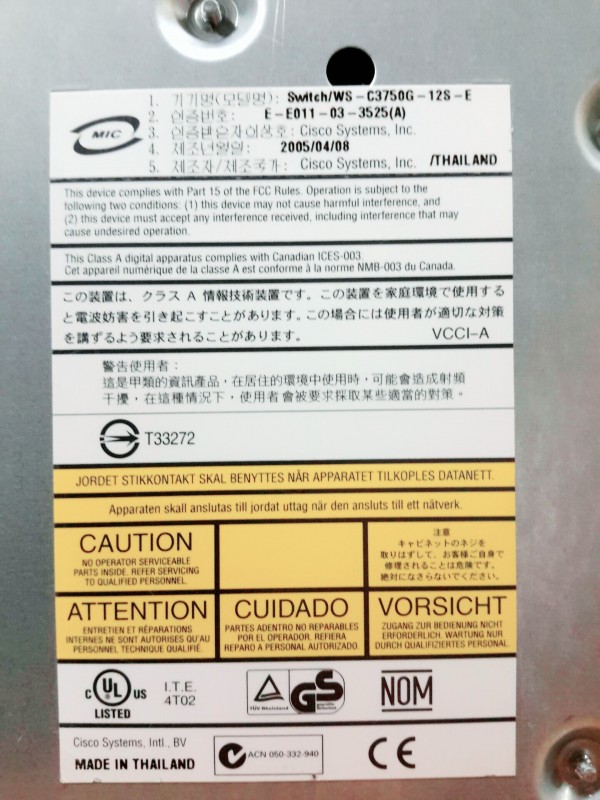 MIC
1. 기기명(모델명): Switch/WS-C3750G-12S-E
2. 인증번호: E-E011-03-3525(A)
3. 인증받은자의상호: Cisco Systems, Inc.
4. 제조년월일: 2005/04/08
5. 제조자/제조국가: Cisco Systems, Inc. /THAILAND
This device complies with Part 15 of the FCC Rules. Operation is subject to the
following two conditions: (1) this device may not cause harmful interference, and
(2) this device must accept any interference received, including interference that may
cause undesired operation.
This Class A digital apparatus complies with Canadian ICES-003.
Cet appareil numérique de la classe A est conforme à la norme NMB-003 du Canada.
この装置は、クラス A 情報技術装置です。この装置を家庭環境で使用する
と電波妨害を引き起こすことがあります。この場合には使用者が適切な対策
を講ずるよう要求されることがあります。 VCCI-A
警告使用者:
這是甲類的資訊產品，在居住的環境中使用時，可能會造成射頻
干擾，在這種情況下，使用者會被要求採取某些適當的對策。
T33272
JORDET STIKKONTAKT SKAL BENYTTES NÅR APPARATET TILKOPLES DATANETT.
Apparaten skall anslutas till jordat uttag när den ansluts till ett nätverk.
CAUTION
NO OPERATOR SERVICEABLE
PARTS INSIDE. REFER SERVICING
TO QUALIFIED PERSONNEL.
注意
キャビネットのネジを
取りはずして、お客様ご自身で
修理されることは危険です。
絶対になさらないでください。
ATTENTION
ENTRETIEN ET RÉPARATIONS
INTERNES NE SONT AUTORISÉS QU'AU
PERSONNEL TECHNIQUE QUALIFIÉ.
CUIDADO
PARTES ADENTRO NO REPARABLES
POR EL OPERADOR. REFIERA
REPARO A PERSONAL AUTORIZADO.
VORSICHT
ZUGANG ZUR BEDIENUNG NICHT
ERFORDERLICH. WARTUNG NUR
DURCH QUALIFIZIERTES PERSONAL
C UL US
LISTED
I.T.E.
4T02
TÜV Rheinland
GS
NOM
Cisco Systems, Intl., BV
MADE IN THAILAND
ACN 050-332-940
CE